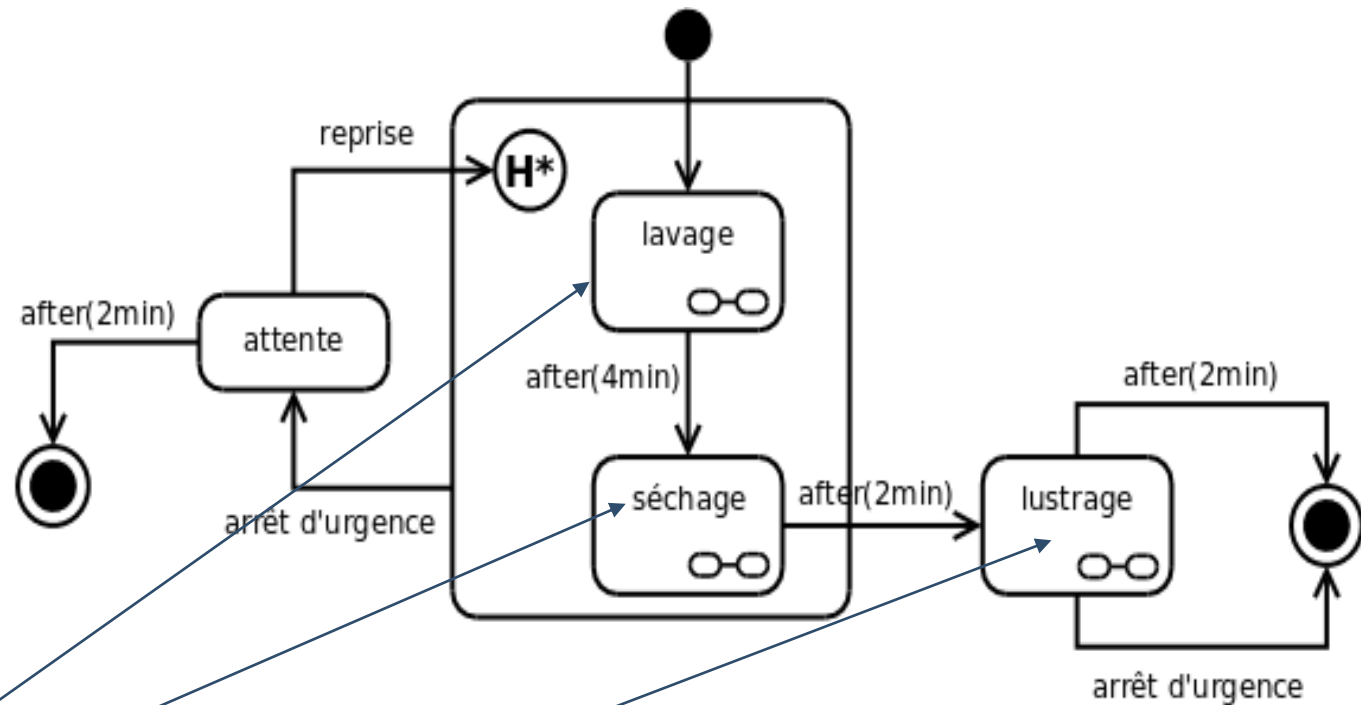 reprise
H*
lavage
after(2min)
attente
after(4min)
after(2min)
séchage
after(2min)
lustrage
arrêt d'urgence
arrêt d'urgence